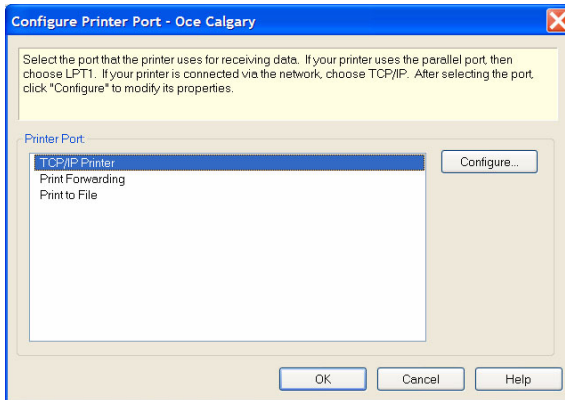 Configure Printer Port - Oce Calgary
Select the port that the printer uses for receiving data. If your printer uses the parallel port, then
choose LPT1. If your printer is connected via the network, choose TCP/IP. After selecting the port,
click "Configure" to modify its properties.
Printer Port
TCP/IP Printer
Configure...
Print Forwarding
Print to File
OK
Cancel
Help